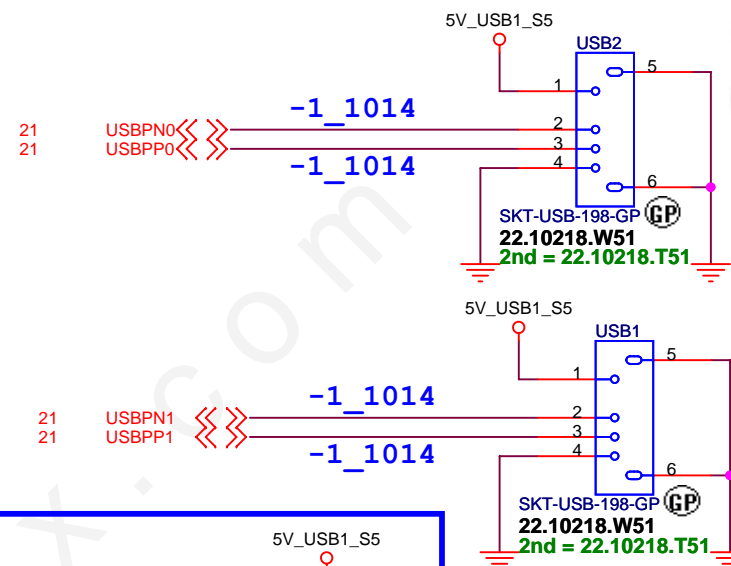 5V_USB1_S5
USB2
5
1
-1_1014
21 USBPN0 2
21 USBPP0 3
-1_1014
4
6
SKT-USB-198-GP GP
22.10218.W51
2nd = 22.10218.T51
5V_USB1_S5
USB1
5
1
-1_1014
21 USBPN1 2
21 USBPP1 3
-1_1014
4
6
SKT-USB-198-GP GP
22.10218.W51
2nd = 22.10218.T51
5V_USB1_S5
x.com